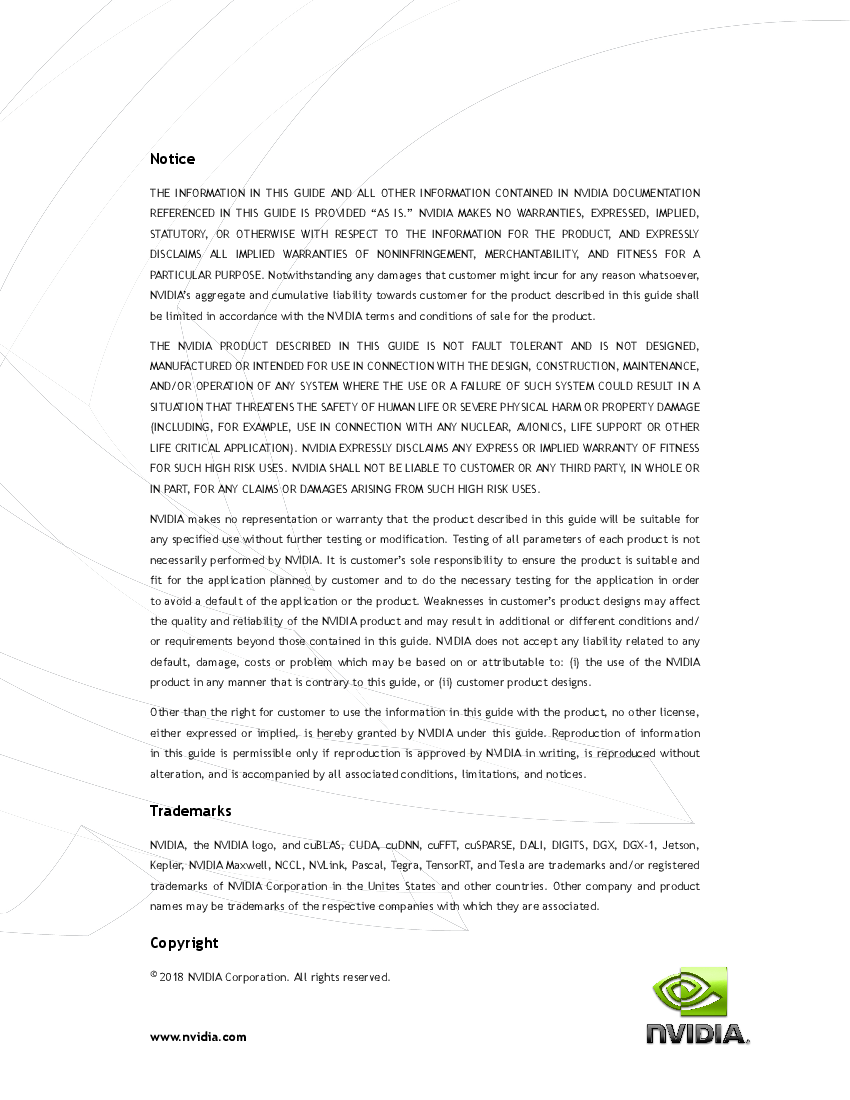 Notice
THE INFORMATION IN THIS GUIDE AND ALL OTHER INFORMATION CONTAINED IN NVIDIA DOCUMENTATION
REFERENCED IN THIS GUIDE IS PROVIDED “AS IS.” NVIDIA MAKES NO WARRANTIES, EXPRESSED, IMPLIED,
STATUTORY, OR OTHERWISE WITH RESPECT TO THE INFORMATION FOR THE PRODUCT, AND EXPRESSLY
DISCLAIMS ALL IMPLIED WARRANTIES OF NONINFRINGEMENT, MERCHANTABILITY, AND FITNESS FOR A
PARTICULAR PURPOSE. Notwithstanding any damages that customer might incur for any reason whatsoever,
NVIDIA’s aggregate and cumulative liability towards customer for the product described in this guide shall
be limited in accordance with the NVIDIA terms and conditions of sale for the product.
THE NVIDIA PRODUCT DESCRIBED IN THIS GUIDE IS NOT FAULT TOLERANT AND IS NOT DESIGNED,
MANUFACTURED OR INTENDED FOR USE IN CONNECTION WITH THE DESIGN, CONSTRUCTION, MAINTENANCE,
AND/OR OPERATION OF ANY SYSTEM WHERE THE USE OR A FAILURE OF SUCH SYSTEM COULD RESULT IN A
SITUATION THAT THREATENS THE SAFETY OF HUMAN LIFE OR SEVERE PHYSICAL HARM OR PROPERTY DAMAGE
(INCLUDING, FOR EXAMPLE, USE IN CONNECTION WITH ANY NUCLEAR, AVIONICS, LIFE SUPPORT OR OTHER
LIFE CRITICAL APPLICATION). NVIDIA EXPRESSLY DISCLAIMS ANY EXPRESS OR IMPLIED WARRANTY OF FITNESS
FOR SUCH HIGH RISK USES. NVIDIA SHALL NOT BE LIABLE TO CUSTOMER OR ANY THIRD PARTY, IN WHOLE OR
IN PART, FOR ANY CLAIMS OR DAMAGES ARISING FROM SUCH HIGH RISK USES.
NVIDIA makes no representation or warranty that the product described in this guide will be suitable for
any specified use without further testing or modification. Testing of all parameters of each product is not
necessarily performed by NVIDIA. It is customer’s sole responsibility to ensure the product is suitable and
fit for the application planned by customer and to do the necessary testing for the application in order
to avoid a default of the application or the product. Weaknesses in customer’s product designs may affect
the quality and reliability of the NVIDIA product and may result in additional or different conditions and/
or requirements beyond those contained in this guide. NVIDIA does not accept any liability related to any
default, damage, costs or problem which may be based on or attributable to: (i) the use of the NVIDIA
product in any manner that is contrary to this guide, or (ii) customer product designs.
Other than the right for customer to use the information in this guide with the product, no other license,
either expressed or implied, is hereby granted by NVIDIA under this guide. Reproduction of information
in this guide is permissible only if reproduction is approved by NVIDIA in writing, is reproduced without
alteration, and is accompanied by all associated conditions, limitations, and notices.
Trademarks
NVIDIA, the NVIDIA logo, and cuBLAS, CUDA, cuDNN, cuFFT, cuSPARSE, DALI, DIGITS, DGX, DGX-1, Jetson,
Kepler, NVIDIA Maxwell, NCCL, NVLink, Pascal, Tegra, TensorRT, and Tesla are trademarks and/or registered
trademarks of NVIDIA Corporation in the Unites States and other countries. Other company and product
names may be trademarks of the respective companies with which they are associated.
Copyright
© 2018 NVIDIA Corporation. All rights reserved.
www.nvidia.com
NVIDIA.